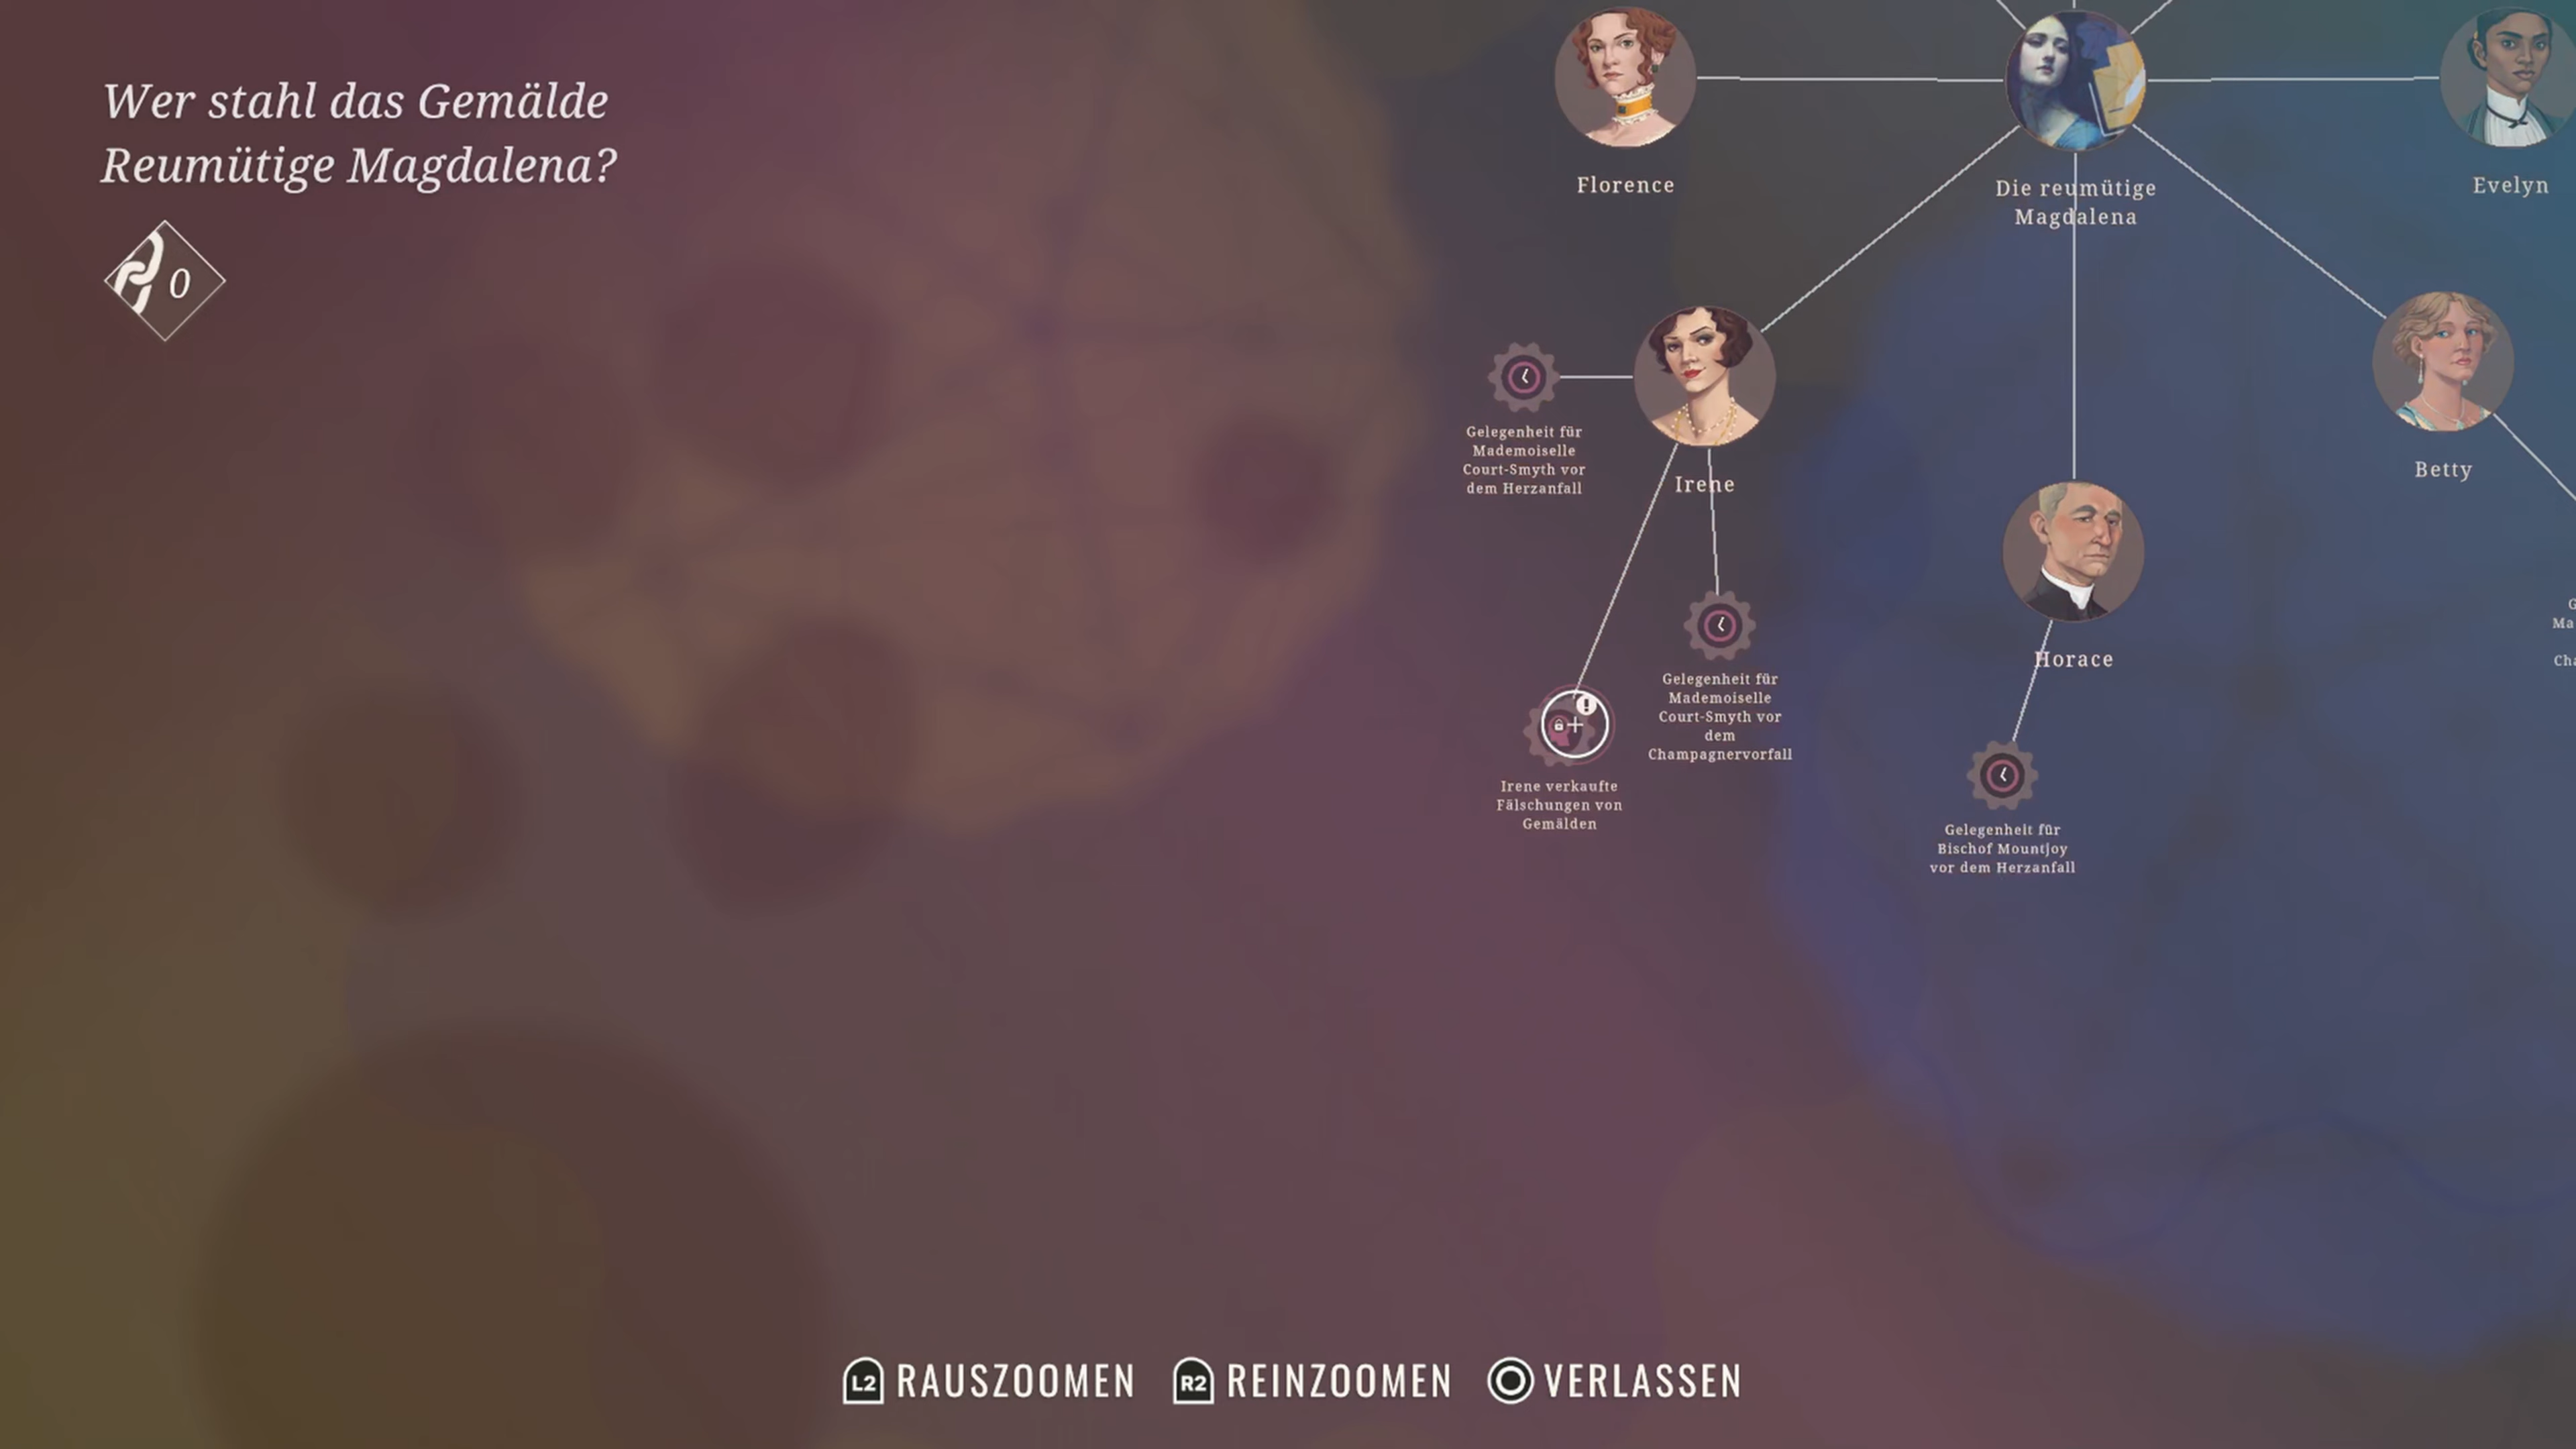 Wer stahl das Gemälde
Reumütige Magdalena?
0
Florence
Die reumütige
Magdalena
Evelyn
Gelegenheit für
Mademoiselle
Court-Smyth vor
dem Herzanfall
Irene
Betty
Horace
Gelegenheit für
Mademoiselle
Court-Smyth vor
dem
Champagnervorfall
Irene verkaufte
Fälschungen von
Gemälden
Gelegenheit für
Bischof Mountjoy
vor dem Herzanfall
L2 RAUSZOOMEN R2 REINZOOMEN VERLASSEN